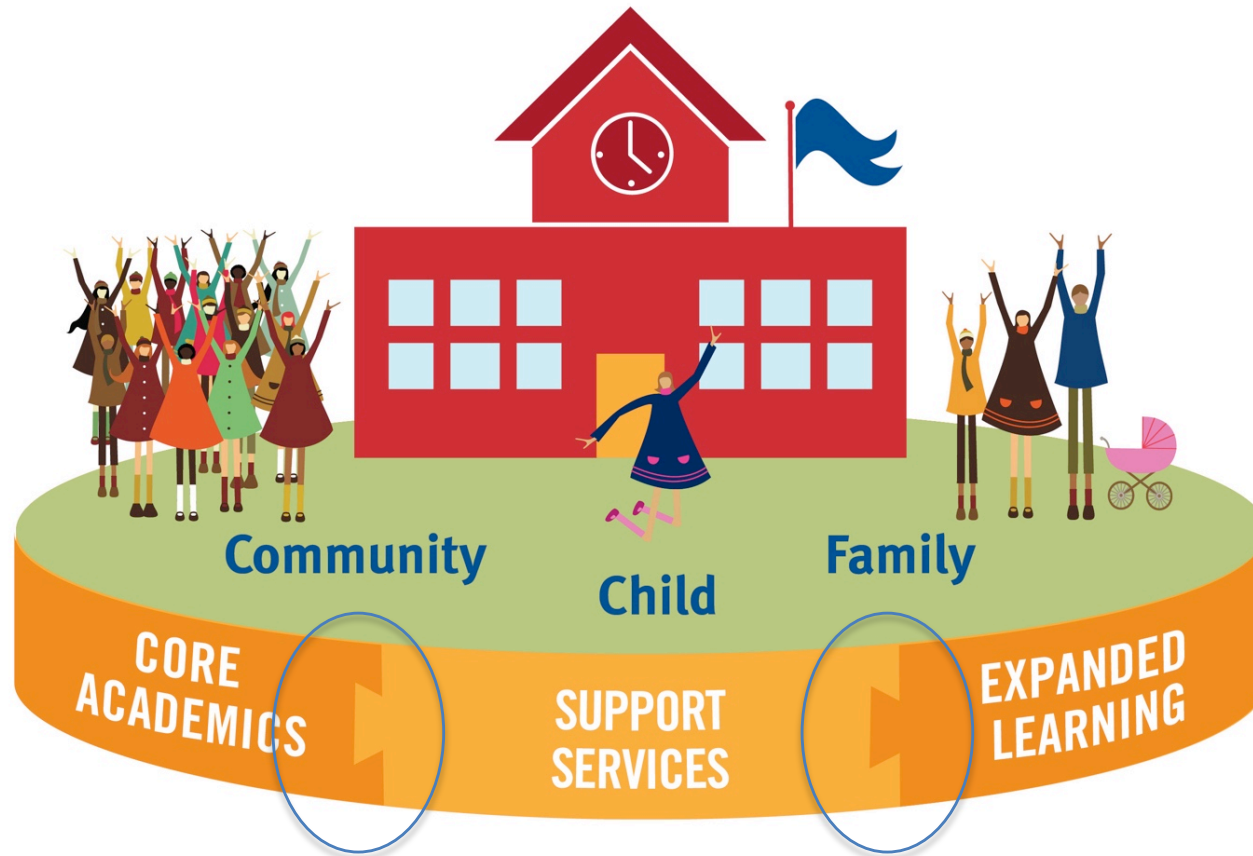 Community
Child
Family
CORE
ACADEMICS
SUPPORT
SERVICES
EXPANDED
LEARNING